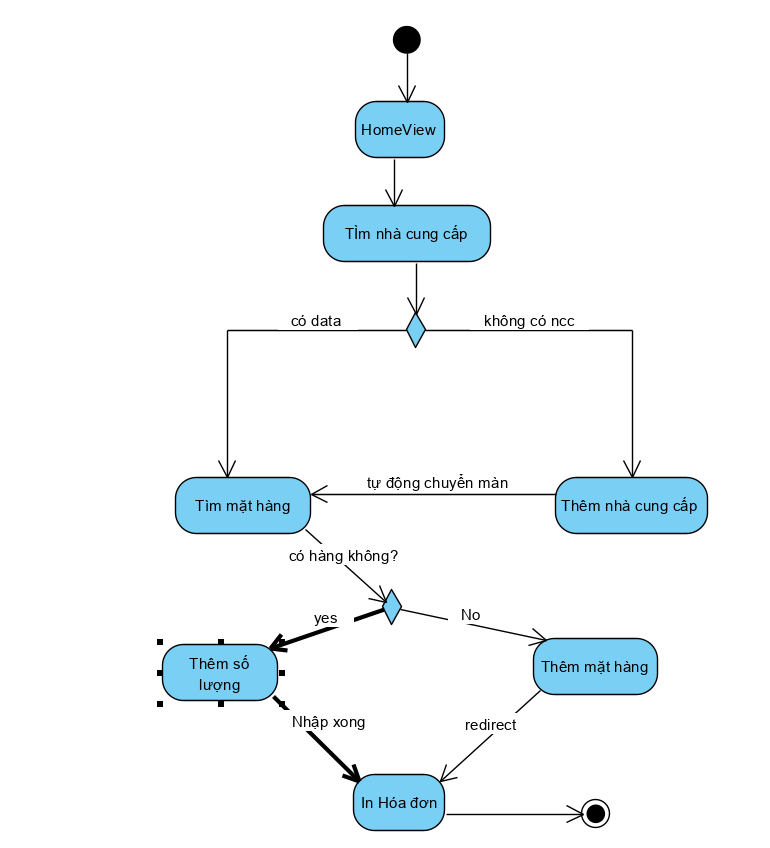 HomeView
TÌm nhà cung cấp
có data
không có ncc
Tìm mặt hàng
tự động chuyển màn
Thêm nhà cung cấp
có hàng không?
yes
No
Thêm số
lượng
Thêm mặt hàng
Nhập xong
redirect
In Hóa đơn